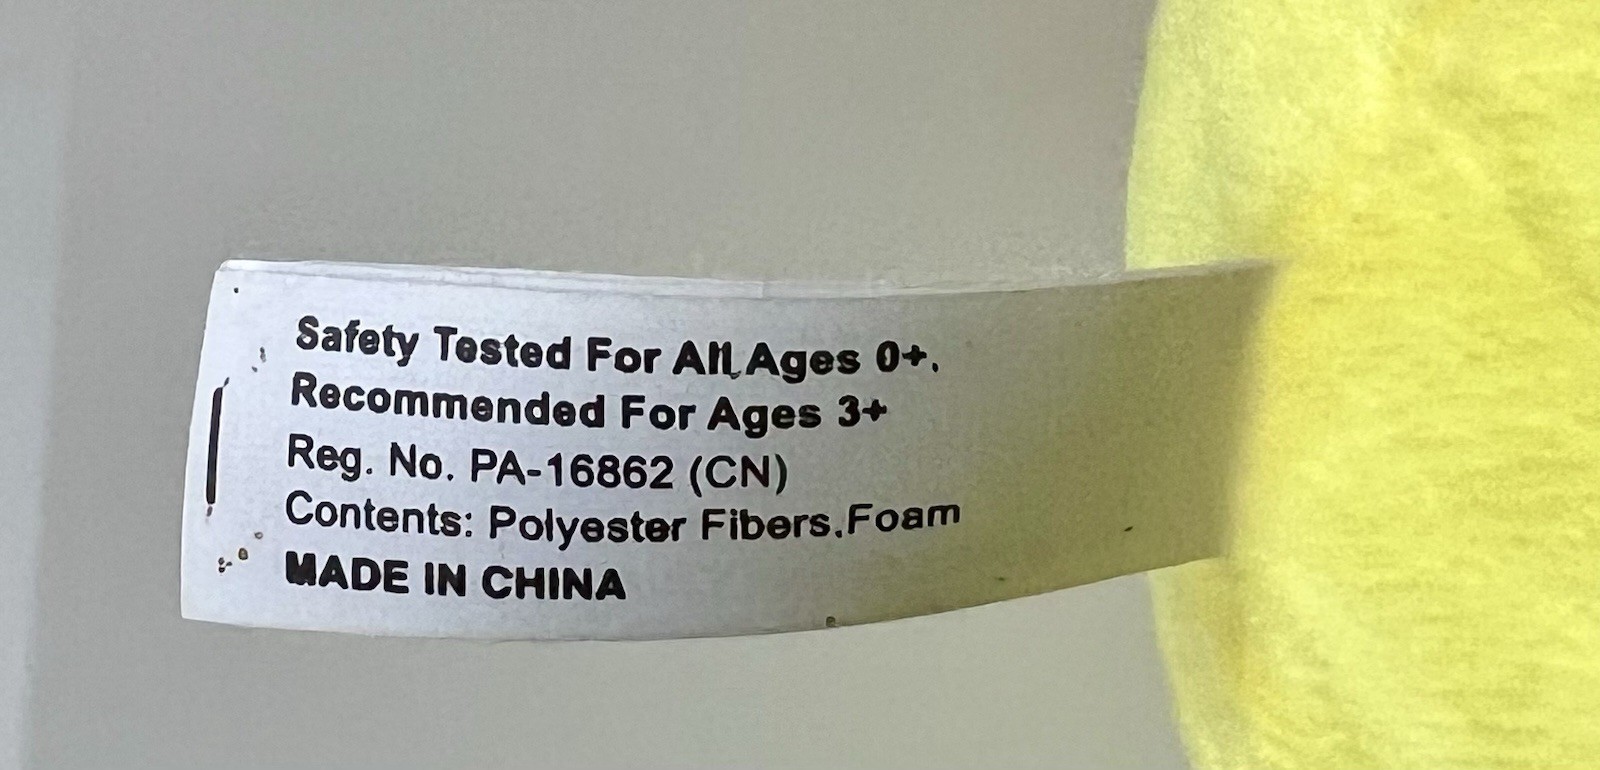 Safety Tested For All Ages 0+.
Recommended For Ages 3+
Reg. No. PA-16862 (CN)
Contents: Polyester Fibers.Foam
MADE IN CHINA